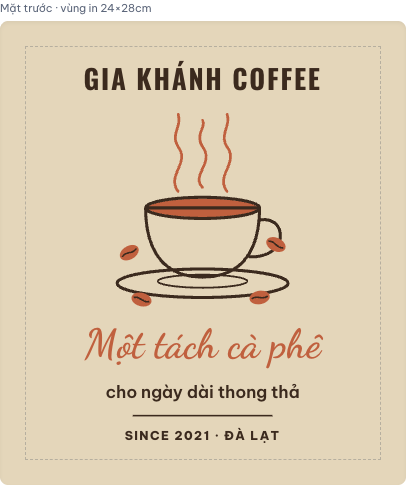 Mặt trước · vùng in 24×28cm
GIA KHÁNH COFFEE
Một tách cà phê
cho ngày dài thong thả
SINCE 2021 · ĐÀ LẠT